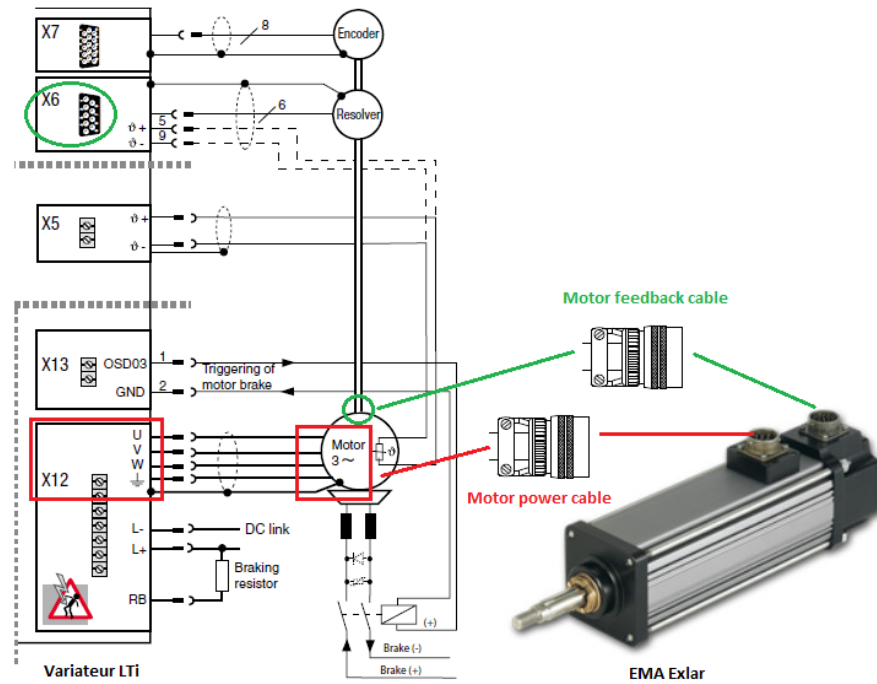 X7
8
Encoder
X6
6
Resolver
ϑ+
5
ϑ-
9
X5
ϑ+
ϑ-
Motor feedback cable
X13
OSD03
1
Triggering of
motor brake
GND
2
X12
U
V
W
Motor
3~
ϑ
Motor power cable
L-
DC link
L+
Braking
resistor
RB
(+)
Brake (-)
Brake (+)
Variateur LTi
EMA Exlar